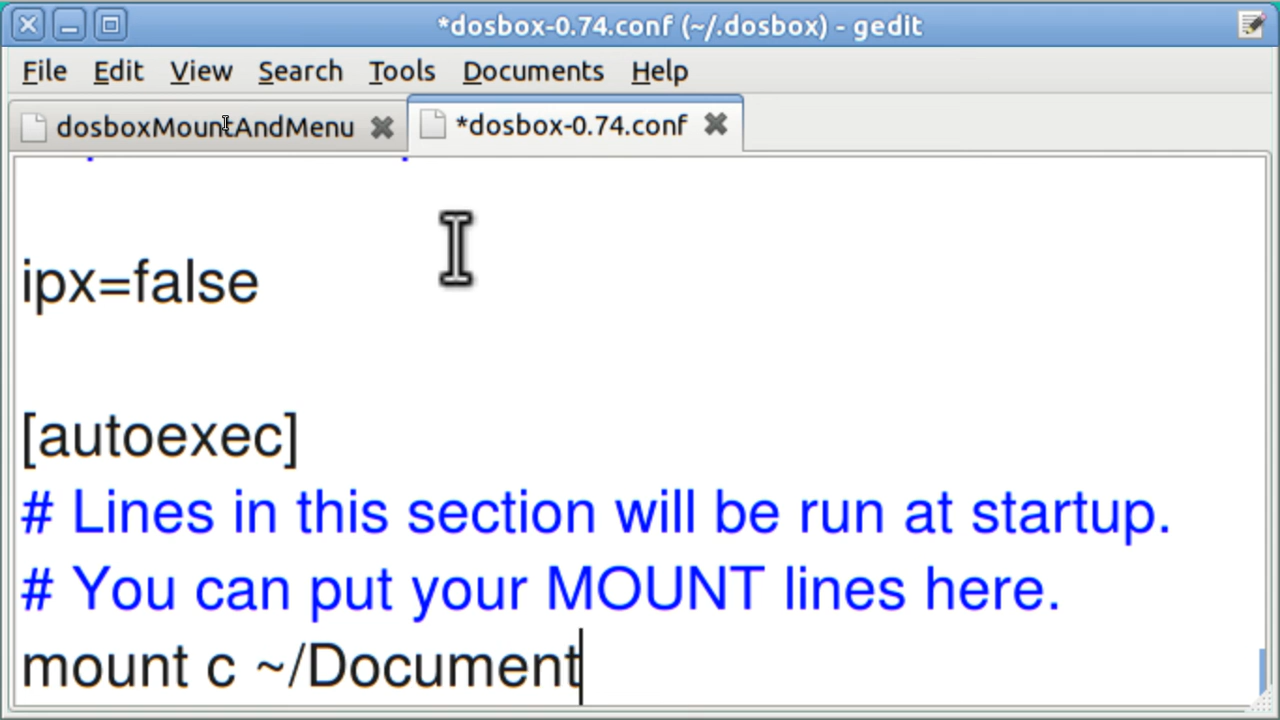 *dosbox-0.74.conf (~/.dosbox) - gedit
File Edit View Search Tools Documents Help
dosboxMountAndMenu *dosbox-0.74.conf
ipx=false
[autoexec]
# Lines in this section will be run at startup.
# You can put your MOUNT lines here.
mount c ~/Document